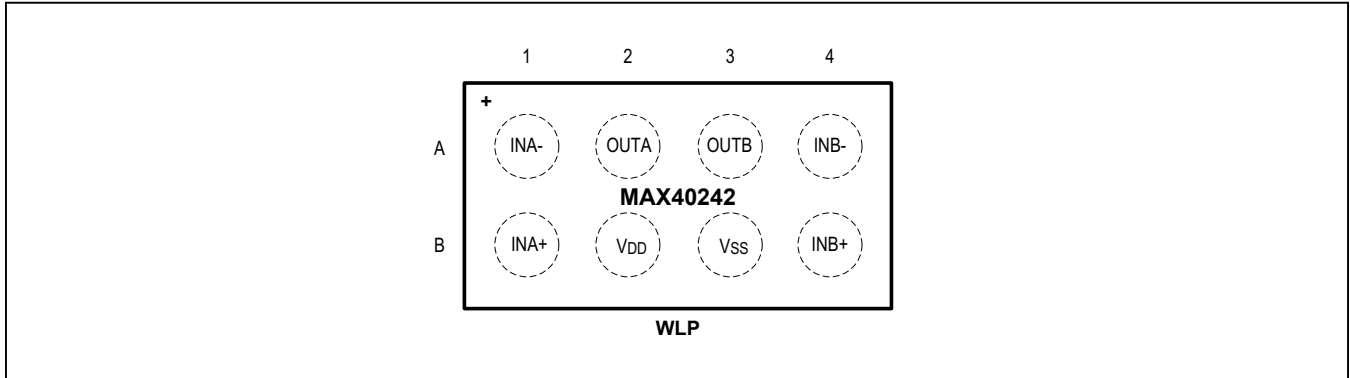 1 2 3 4
+
A INA- OUTA OUTB INB-
MAX40242
B INA+ VDD VSS INB+
WLP